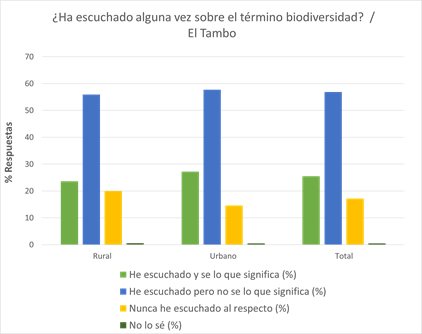 ¿Ha escuchado alguna vez sobre el término biodiversidad? /
El Tambo
% Respuestas
70
60
50
40
30
20
10
0
Rural Urbano Total
He escuchado y se lo que significa (%)
He escuchado pero no se lo que significa (%)
Nunca he escuchado al respecto (%)
No lo sé (%)